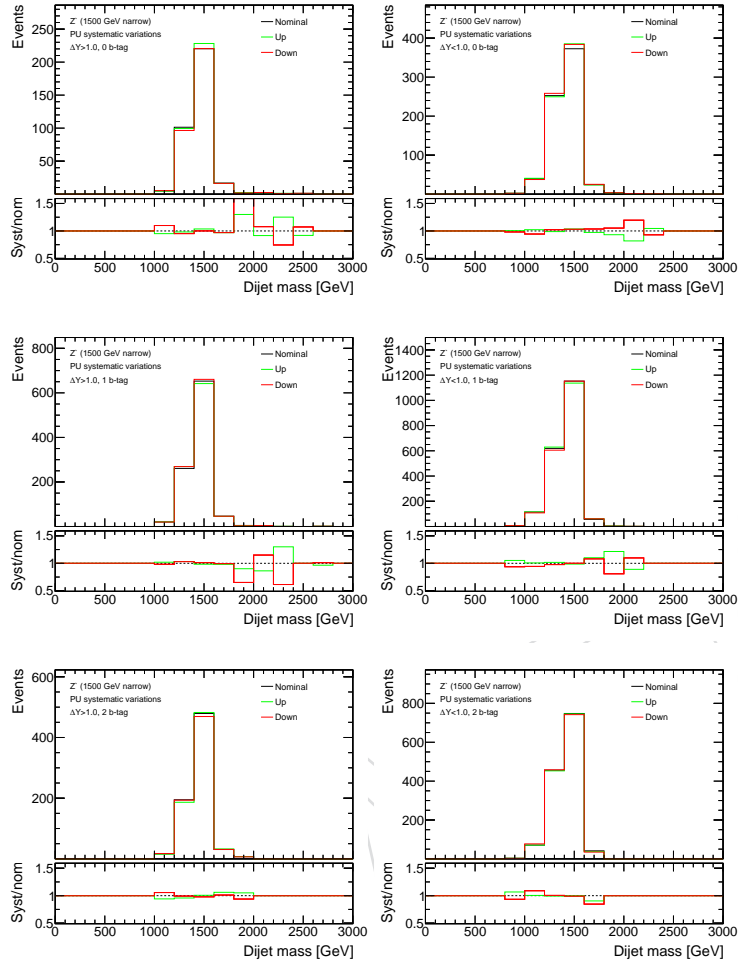 Events
Z` (1500 GeV narrow)
PU systematic variations
ΔY>1.0, 0 b-tag
Nominal
Up
Down
250
200
150
100
50
Syst/nom
1.5
1
0.5
0 500 1000 1500 2000 2500 3000
Dijet mass [GeV]
Events
Z` (1500 GeV narrow)
PU systematic variations
ΔY<1.0, 0 b-tag
Nominal
Up
Down
400
300
200
100
Syst/nom
1.5
1
0.5
0 500 1000 1500 2000 2500 3000
Dijet mass [GeV]
Events
Z` (1500 GeV narrow)
PU systematic variations
ΔY>1.0, 1 b-tag
Nominal
Up
Down
800
600
400
200
Syst/nom
1.5
1
0.5
0 500 1000 1500 2000 2500 3000
Dijet mass [GeV]
Events
Z` (1500 GeV narrow)
PU systematic variations
ΔY<1.0, 1 b-tag
Nominal
Up
Down
1400
1200
1000
800
600
400
200
Syst/nom
1.5
1
0.5
0 500 1000 1500 2000 2500 3000
Dijet mass [GeV]
Events
Z` (1500 GeV narrow)
PU systematic variations
ΔY>1.0, 2 b-tag
Nominal
Up
Down
600
400
200
Syst/nom
1.5
1
0.5
0 500 1000 1500 2000 2500 3000
Dijet mass [GeV]
Events
Z` (1500 GeV narrow)
PU systematic variations
ΔY<1.0, 2 b-tag
Nominal
Up
Down
800
600
400
200
Syst/nom
1.5
1
0.5
0 500 1000 1500 2000 2500 3000
Dijet mass [GeV]